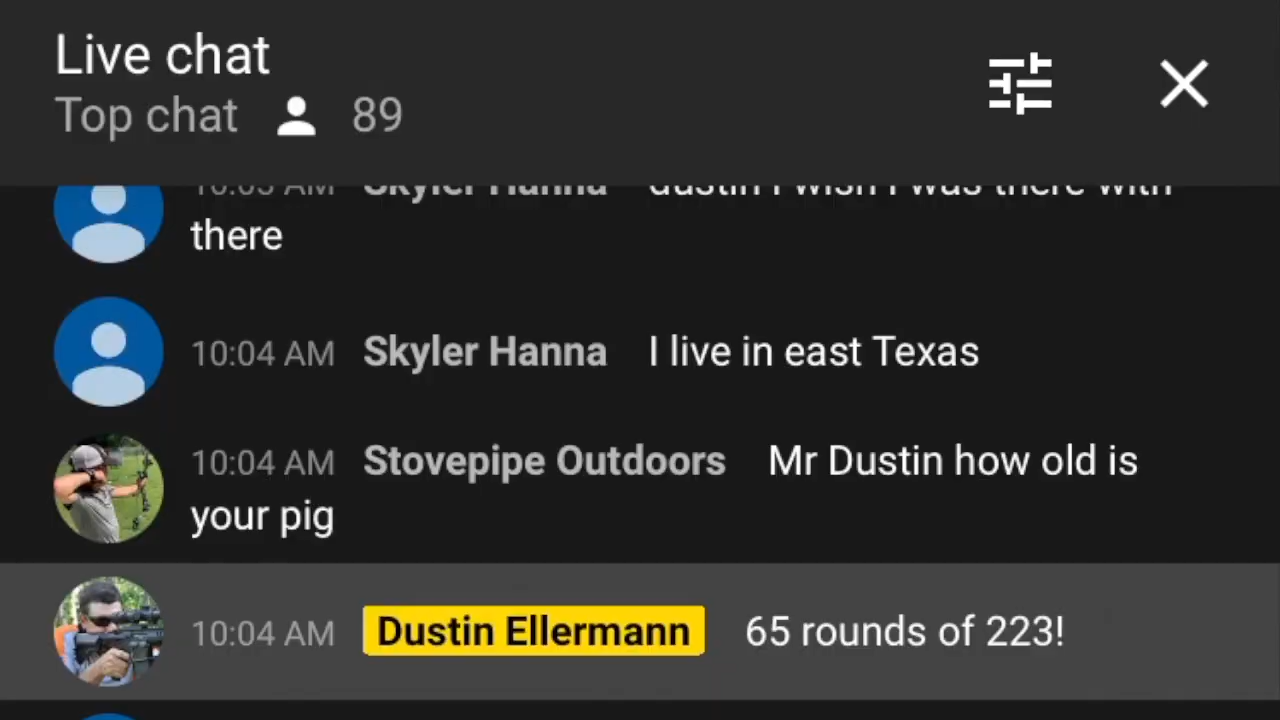 Live chat
Top chat 89
10:03 AM Skyler Hanna dustin I wish I was there with
there
10:04 AM Skyler Hanna I live in east Texas
10:04 AM Stovepipe Outdoors Mr Dustin how old is
your pig
10:04 AM Dustin Ellermann 65 rounds of 223!